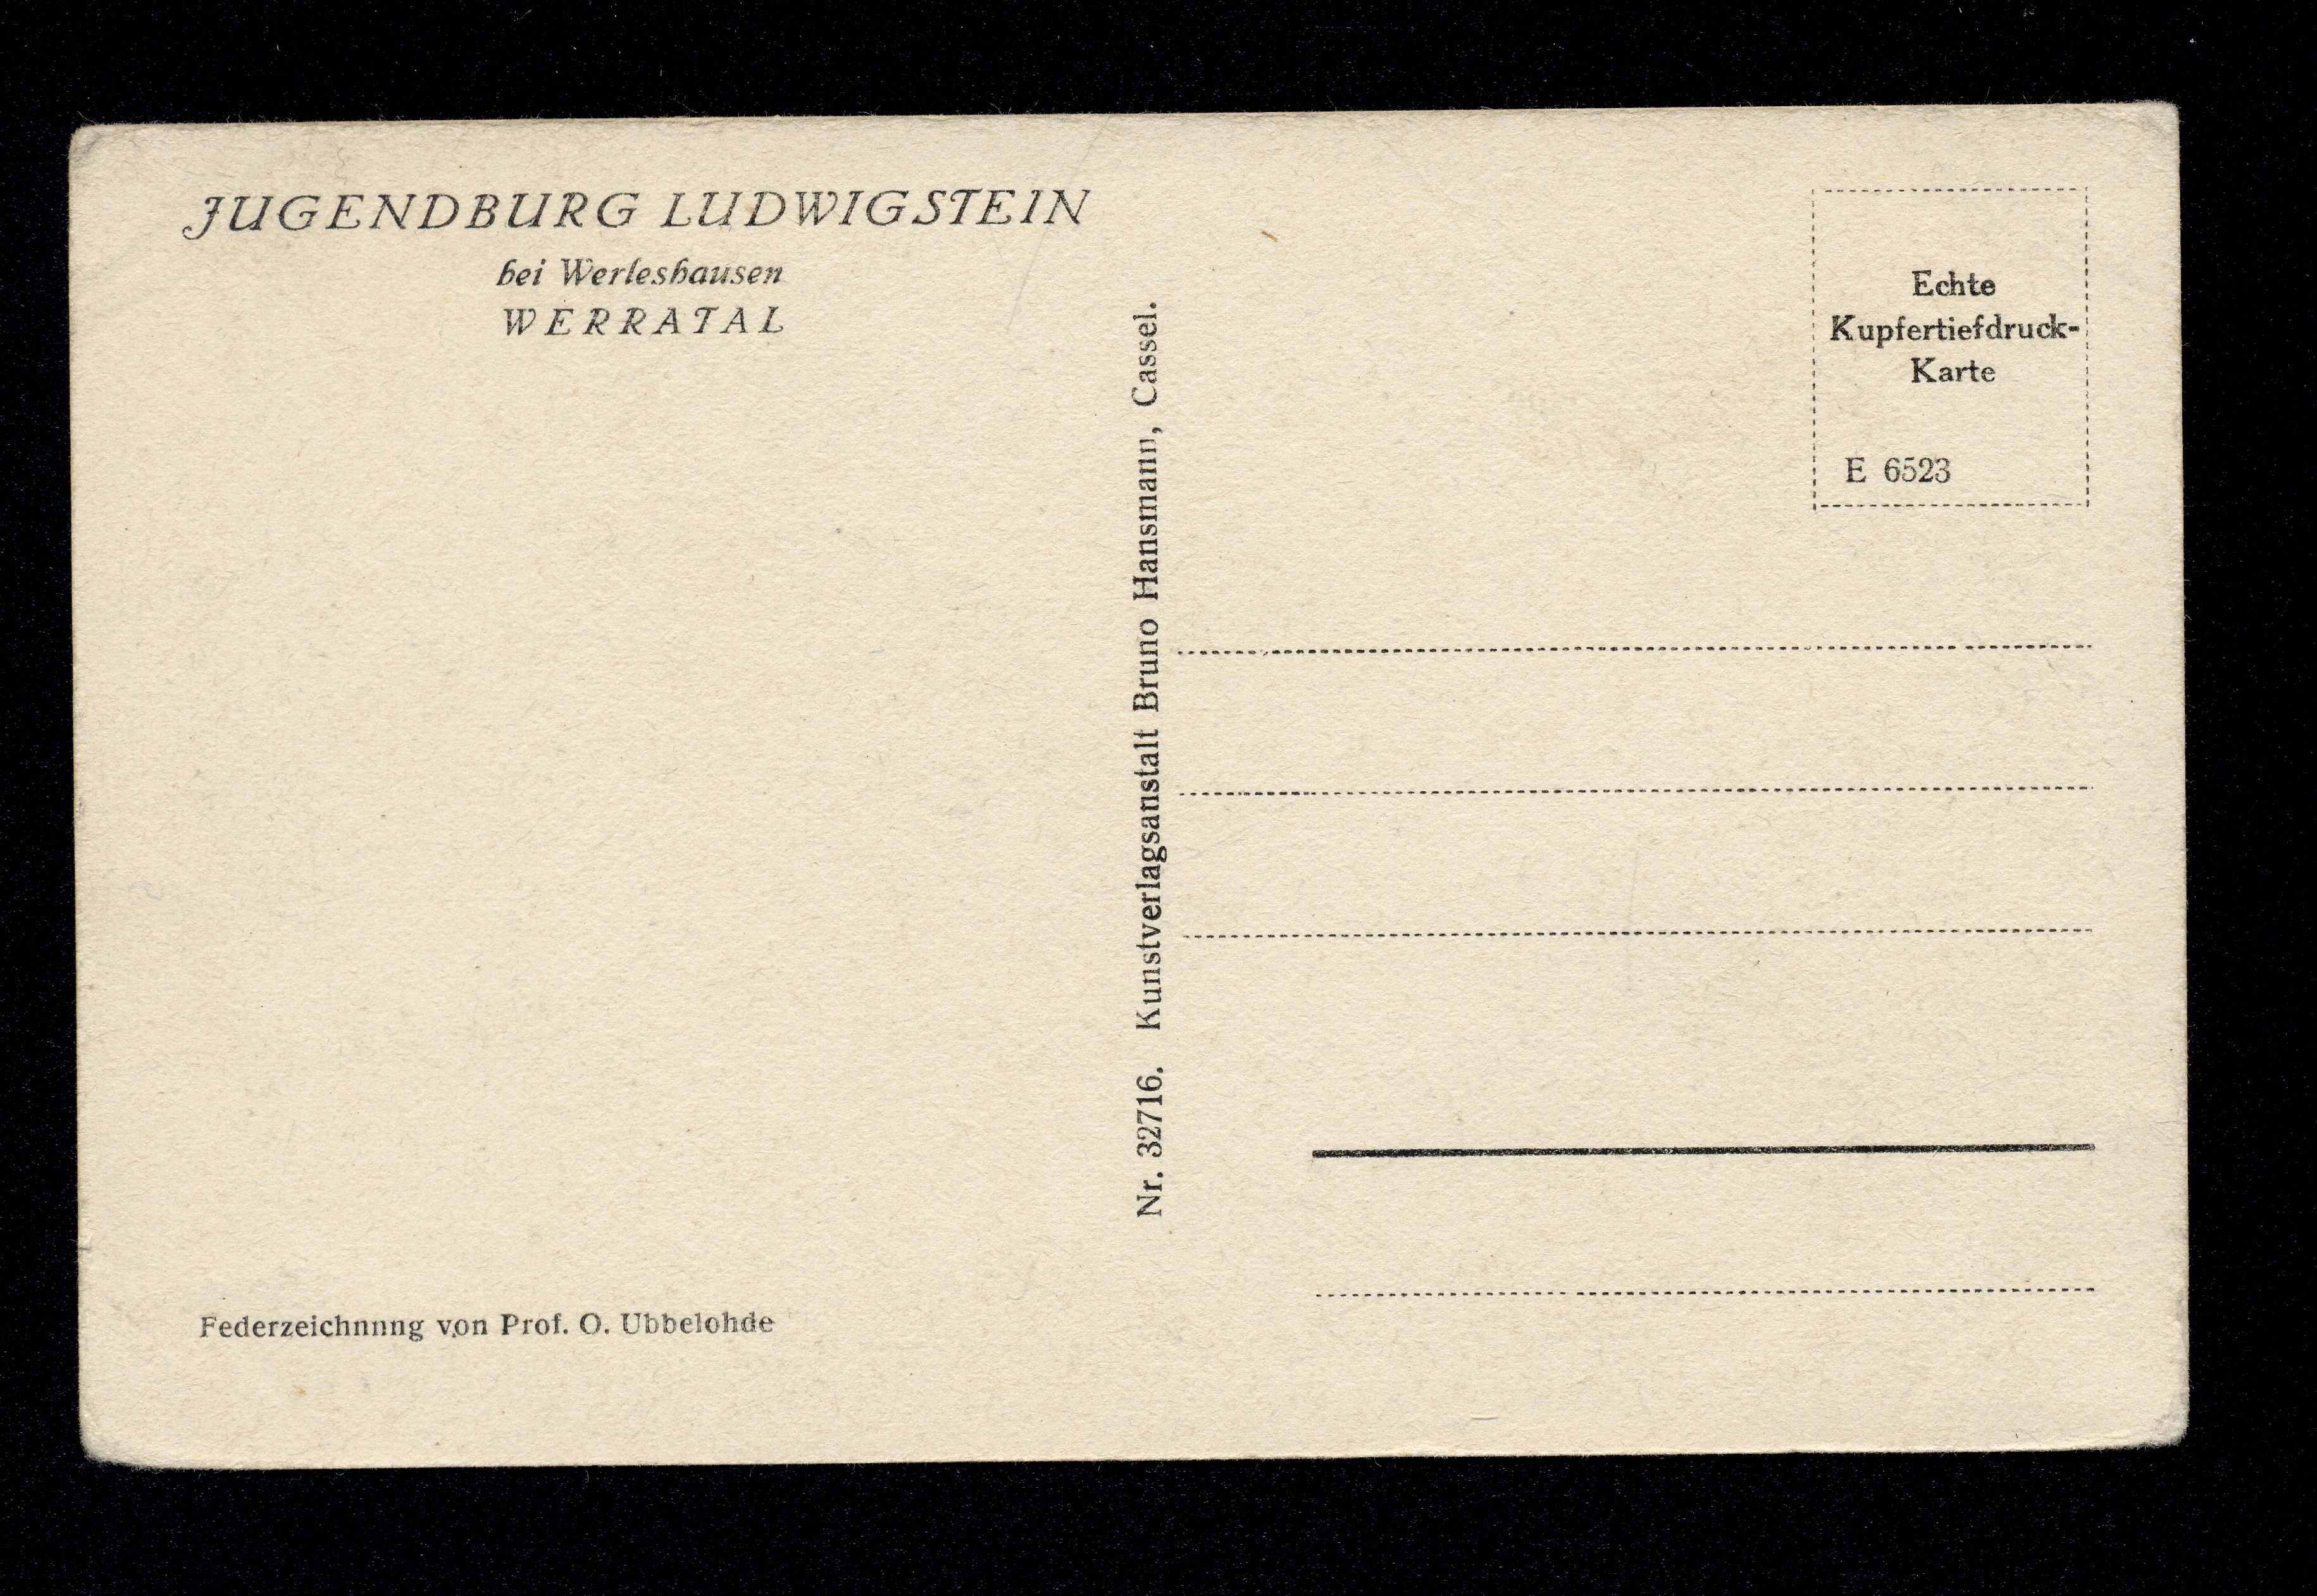 JUGENDBURG LUDWIGSTEIN
bei Werleshausen
WERRATAL
Federzeichnnng von Prof. O. Ubbelohde
Nr. 32716. Kunstverlagsanstalt Bruno Hansmann, Cassel.
Echte
Kupfertiefdruck-
Karte
E 6523